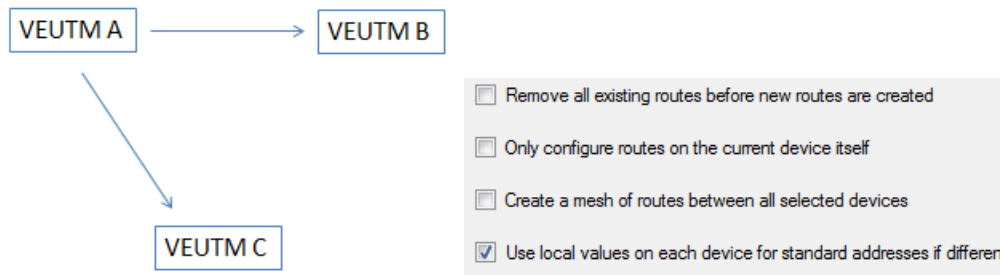 VEUTM A
VEUTM B
Remove all existing routes before new routes are created
Only configure routes on the current device itself
Create a mesh of routes between all selected devices
VEUTM C
Use local values on each device for standard addresses if differen